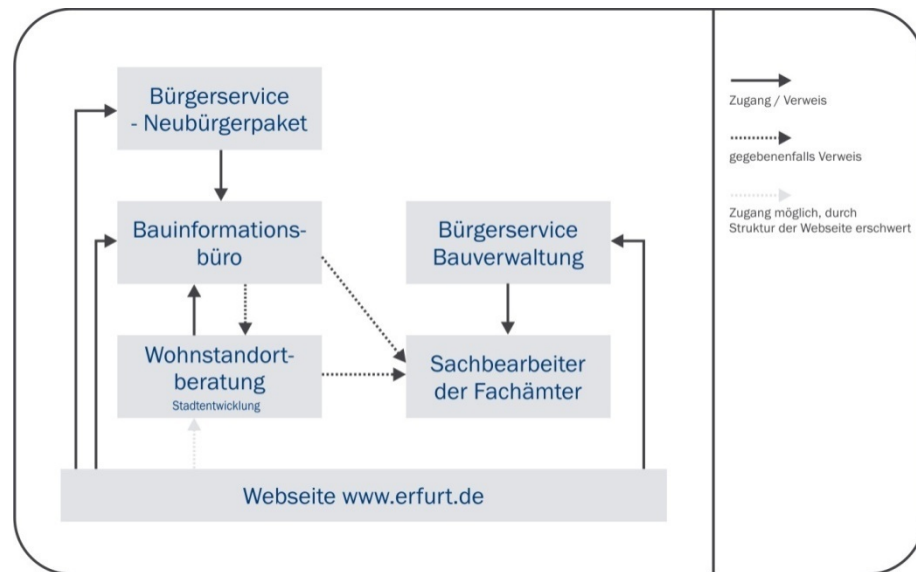 Bürgerservice
- Neubürgerpaket
Bauinformations-
büro
Bürgerservice
Bauverwaltung
Wohnstandort-
beratung
Stadtentwicklung
Sachbearbeiter
der Fachämter
Webseite www.erfurt.de
Zugang / Verweis
gegebenenfalls Verweis
Zugang möglich, durch
Struktur der Webseite erschwert